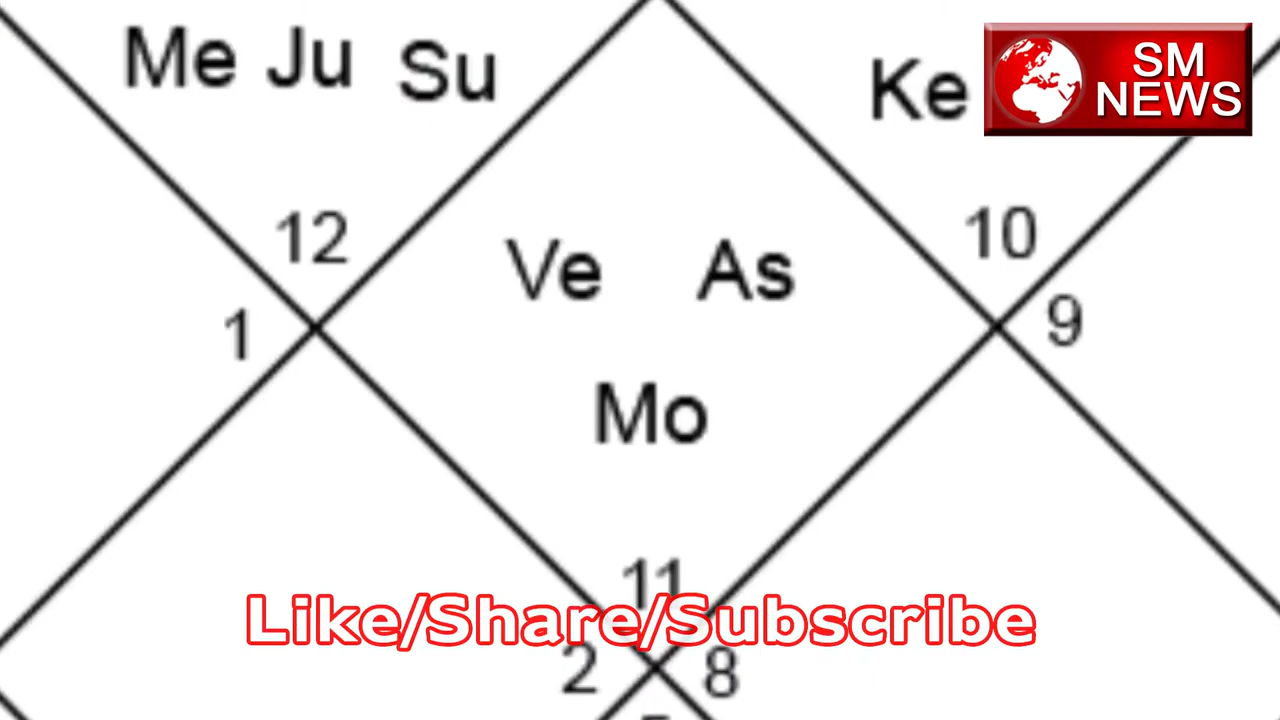 Me Ju Su
Ke
SM
NEWS
12
10
Ve As
1
9
Mo
11
Like/Share/Subscribe
2
8